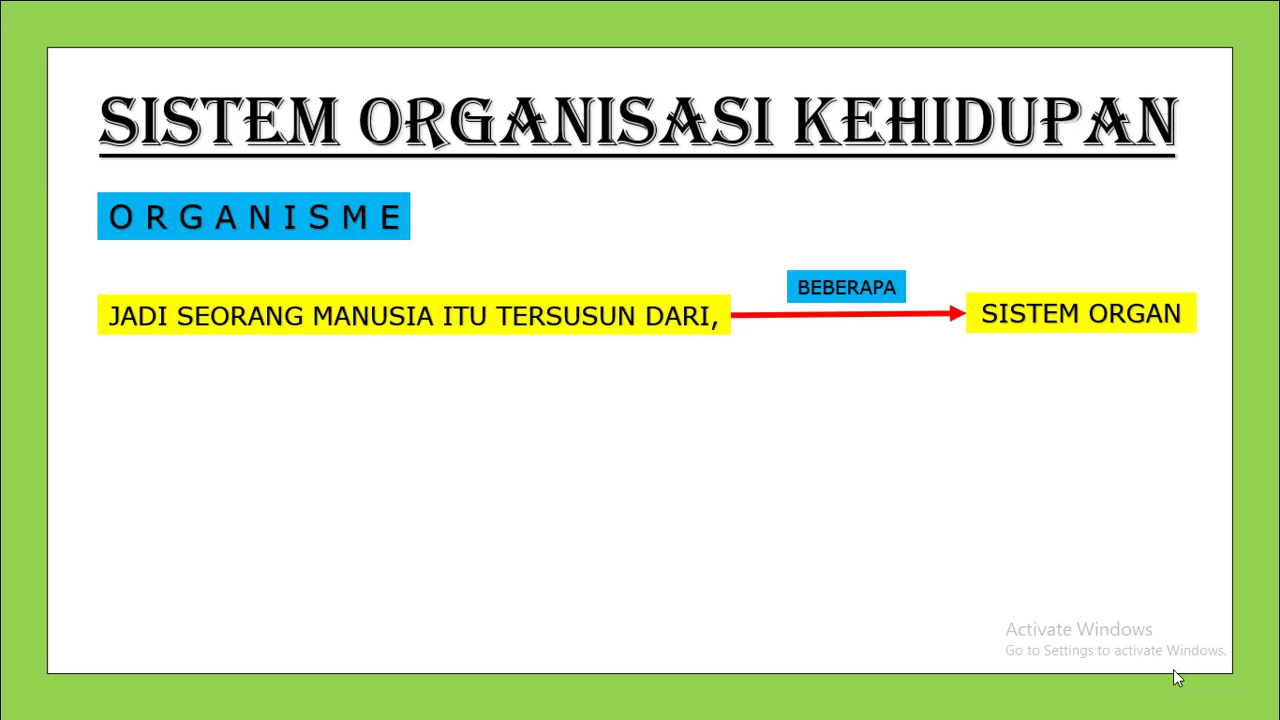 SISTEM ORGANISASI KEHIDUPAN
O R G A N I S M E
BEBERAPA
JADI SEORANG MANUSIA ITU TERSUSUN DARI,
SISTEM ORGAN
Activate Windows
Go to Settings to activate Windows.